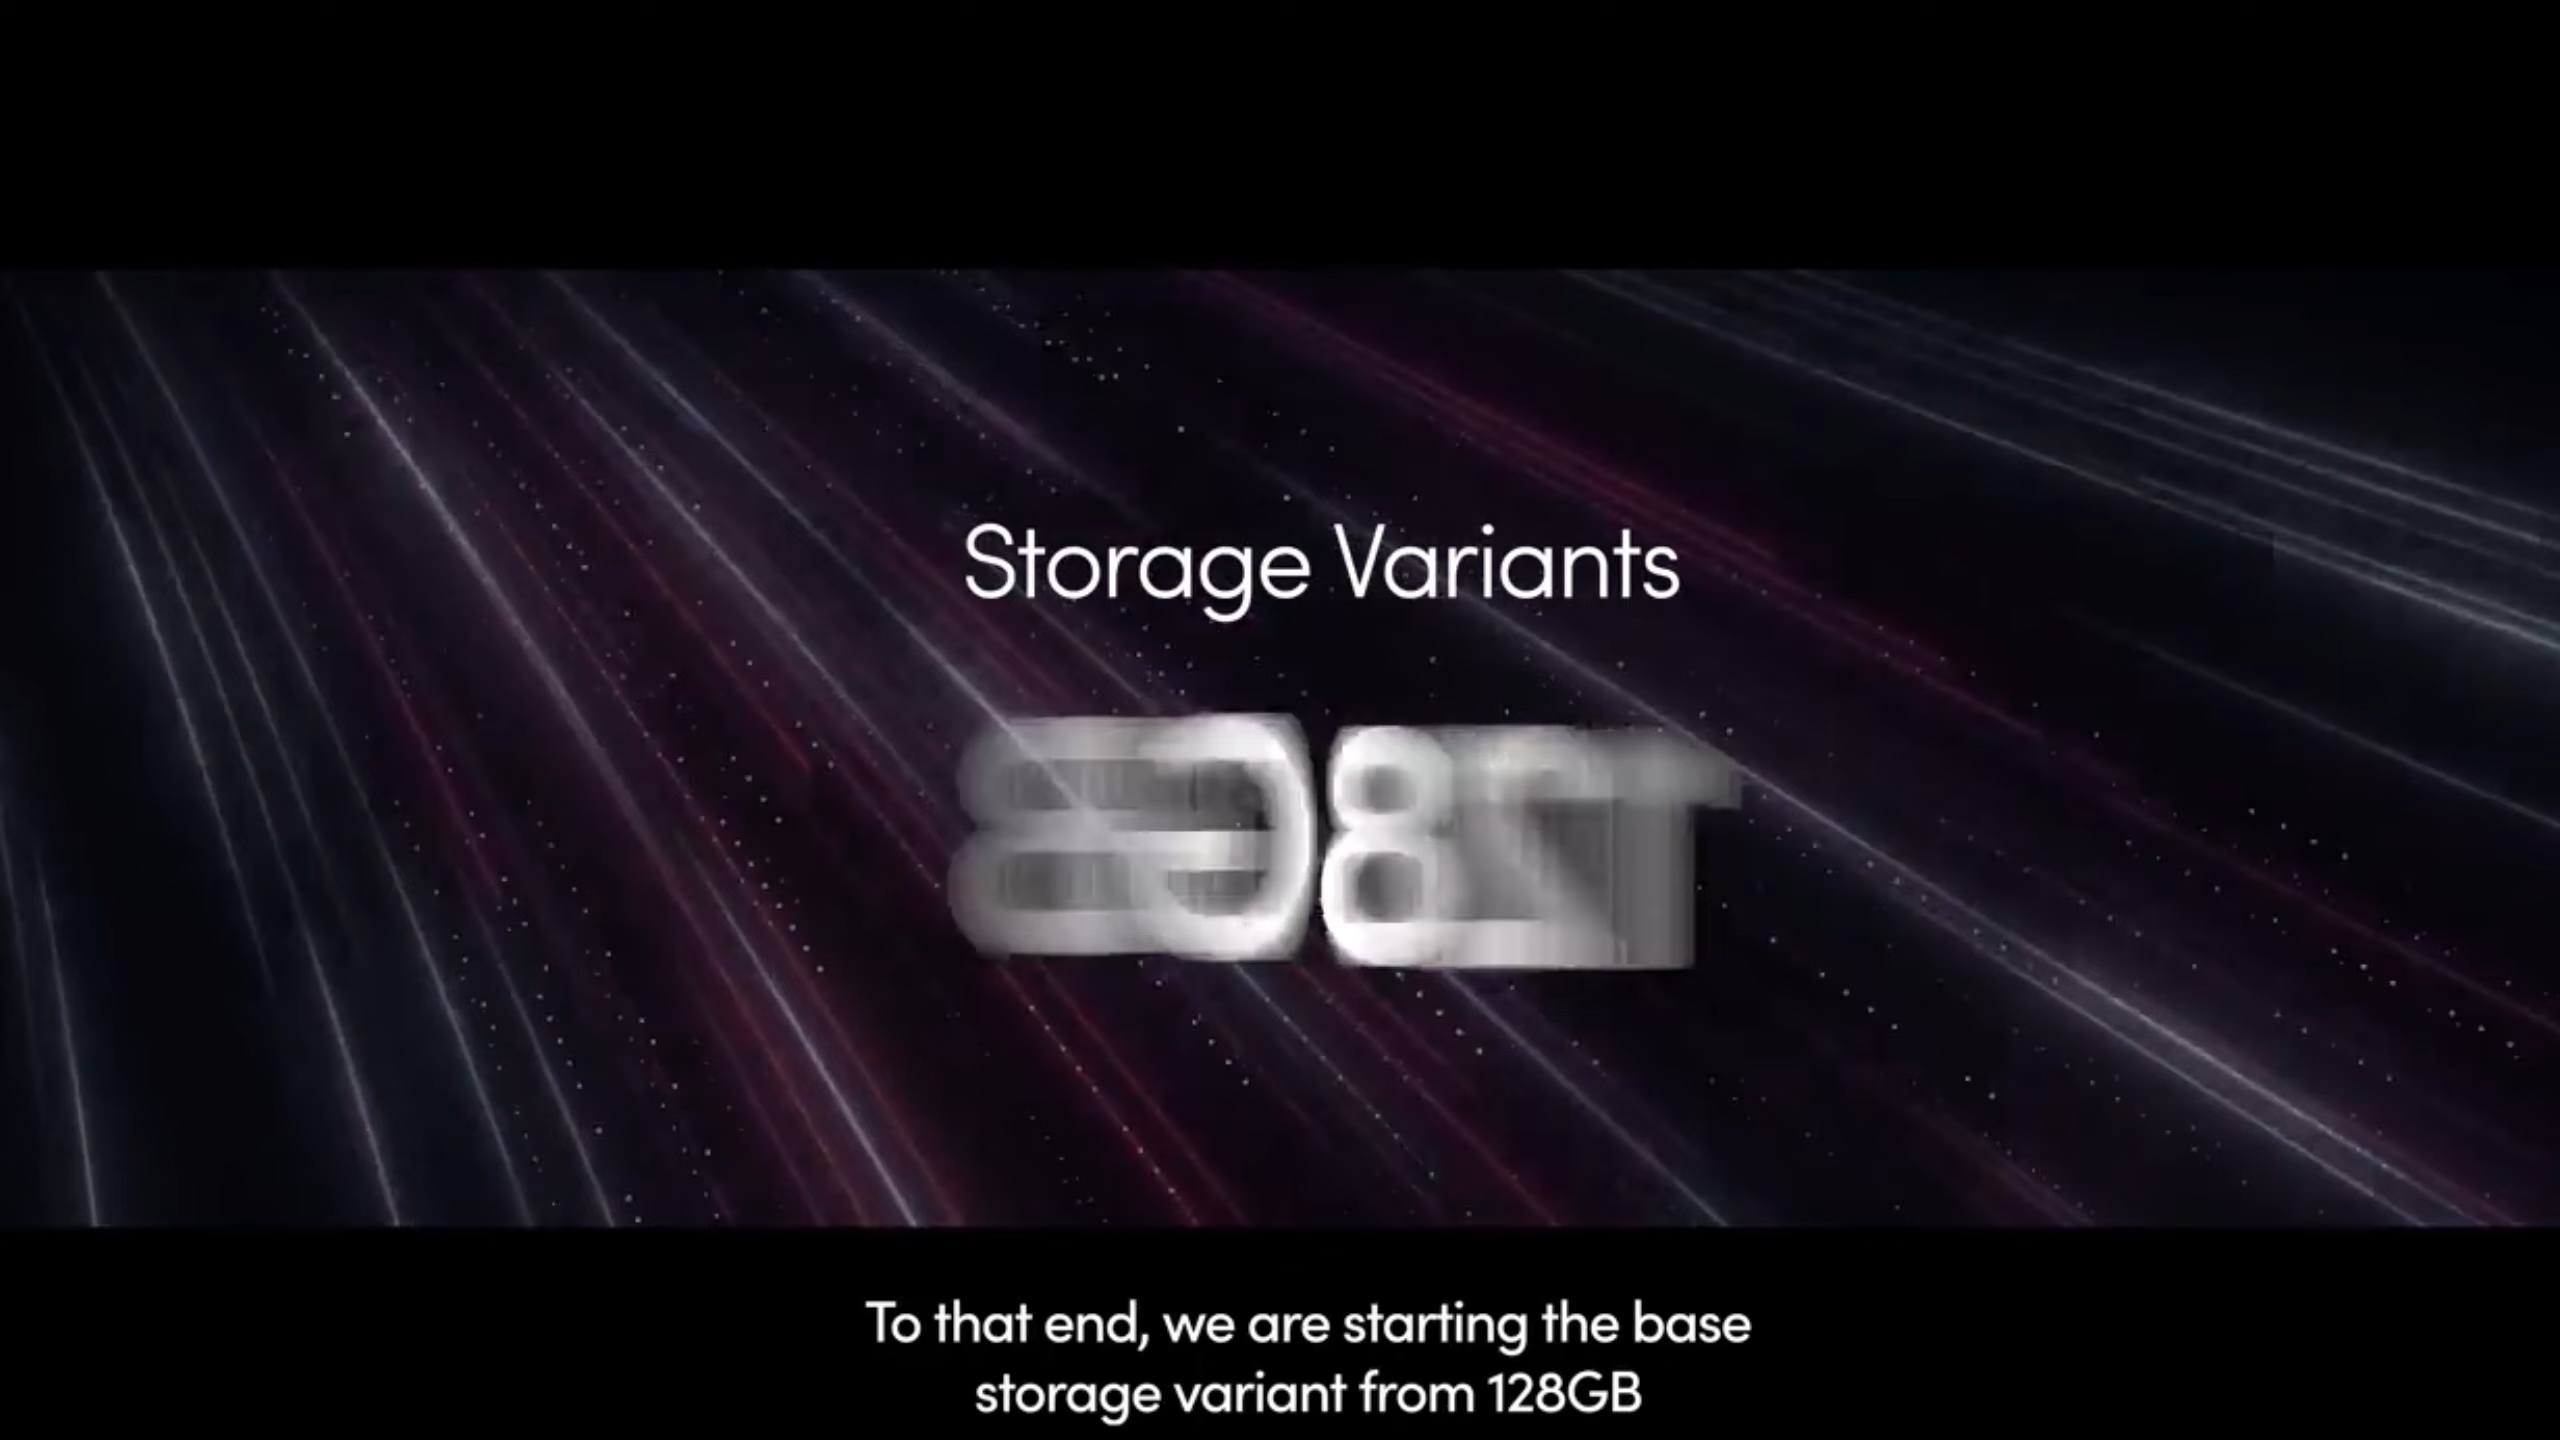 Storage Variants
To that end, we are starting the base
storage variant from 128GB